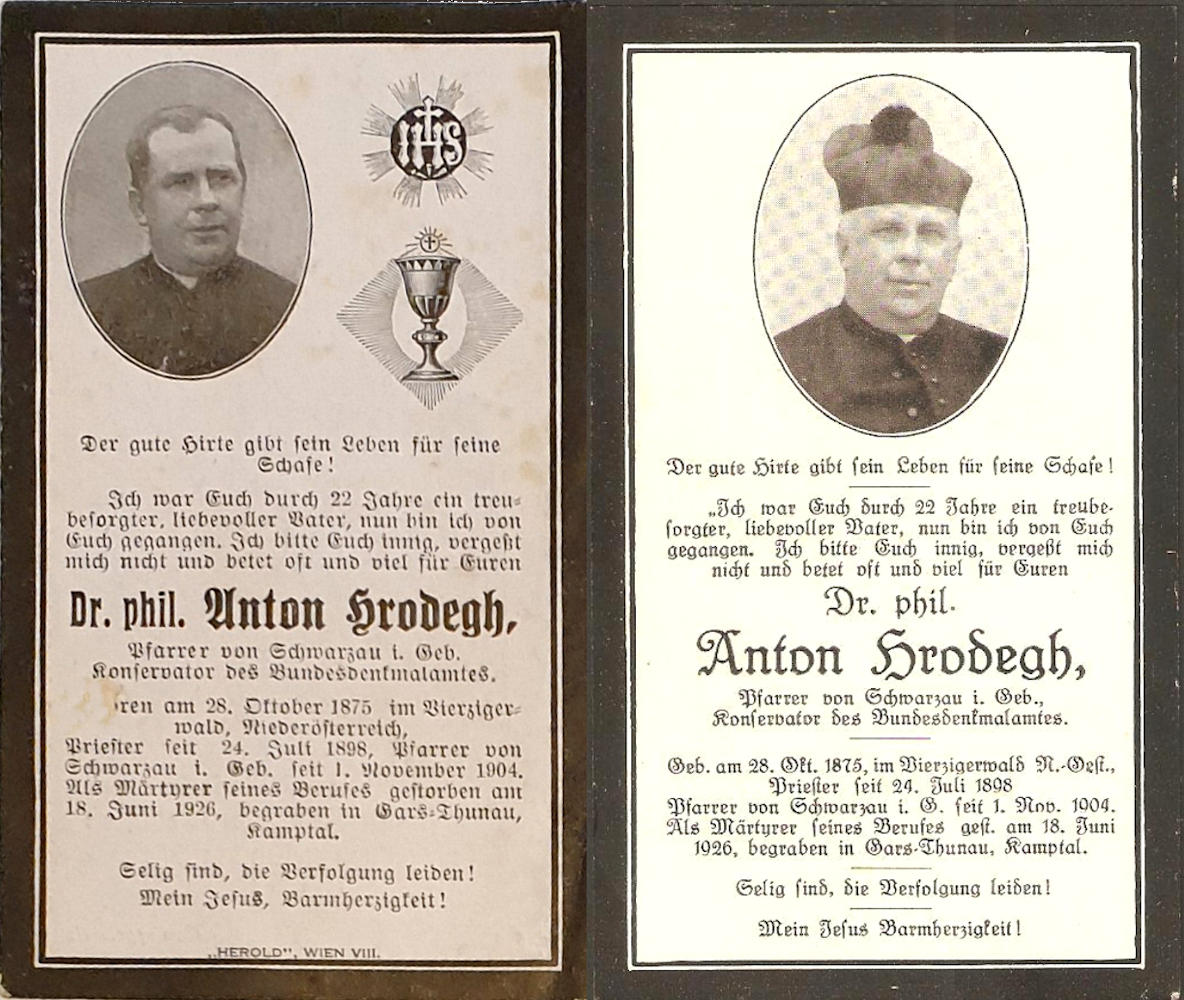 IHS
Der gute Hirte gibt sein Leben für seine
Schafe!
Ich war Euch durch 22 Jahre ein treu=
besorgter, liebevoller Vater, nun bin ich von
Euch gegangen. Ich bitte Euch innig, vergeßt
mich nicht und betet oft und viel für Euren
Dr. phil. Anton Hrodegh,
Pfarrer von Schwarzau i. Geb.
Konservator des Bundesdenkmalamtes.
ren am 28. Oktober 1875 im Vierziger=
wald, Niederösterreich,
Priester seit 24. Juli 1898, Pfarrer von
Schwarzau i. Geb. seit 1. November 1904.
Als Märtyrer seines Berufes gestorben am
18. Juni 1926, begraben in Gars=Thunau,
Kamptal.
Selig sind, die Verfolgung leiden!
Mein Jesus, Barmherzigkeit!
„HEROLD", WIEN VIII.
Der gute Hirte gibt sein Leben für seine Schafe!
„Ich war Euch durch 22 Jahre ein treube-
sorgter, liebevoller Vater, nun bin ich von Euch
gegangen. Ich bitte Euch innig, vergeßt mich
nicht und betet oft und viel für Euren
Dr. phil.
Anton Hrodegh,
Pfarrer von Schwarzau i. Geb.,
Konservator des Bundesdenkmalamtes.
Geb. am 28. Okt. 1875, im Vierzigerwald N.-Oest.,
Priester seit 24. Juli 1898
Pfarrer von Schwarzau i. G. seit 1. Nov. 1904.
Als Märtyrer seines Berufes gest. am 18. Juni
1926, begraben in Gars-Thunau, Kamptal.
Selig sind, die Verfolgung leiden!
Mein Jesus Barmherzigkeit!